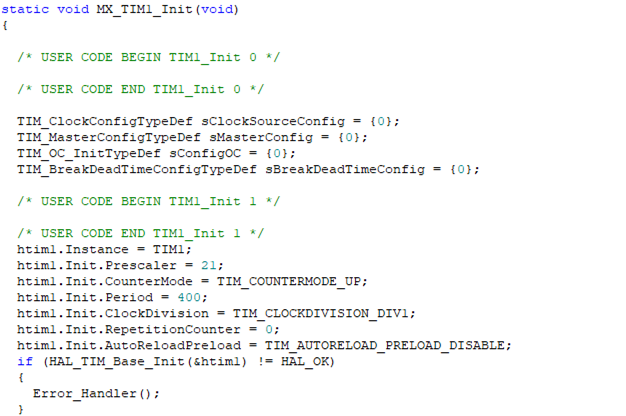 static void MX_TIM1_Init(void)
{
/* USER CODE BEGIN TIM1_Init 0 */
/* USER CODE END TIM1_Init 0 */
TIM_ClockConfigTypeDef sClockSourceConfig = {0};
TIM_MasterConfigTypeDef sMasterConfig = {0};
TIM_OC_InitTypeDef sConfigOC = {0};
TIM_BreakDeadTimeConfigTypeDef sBreakDeadTimeConfig = {0};
/* USER CODE BEGIN TIM1_Init 1 */
/* USER CODE END TIM1_Init 1 */
htim1.Instance = TIM1;
htim1.Init.Prescaler = 21;
htim1.Init.CounterMode = TIM_COUNTERMODE_UP;
htim1.Init.Period = 400;
htim1.Init.ClockDivision = TIM_CLOCKDIVISION_DIV1;
htim1.Init.RepetitionCounter = 0;
htim1.Init.AutoReloadPreload = TIM_AUTORELOAD_PRELOAD_DISABLE;
if (HAL_TIM_Base_Init(&htim1) != HAL_OK)
{
Error_Handler();
}